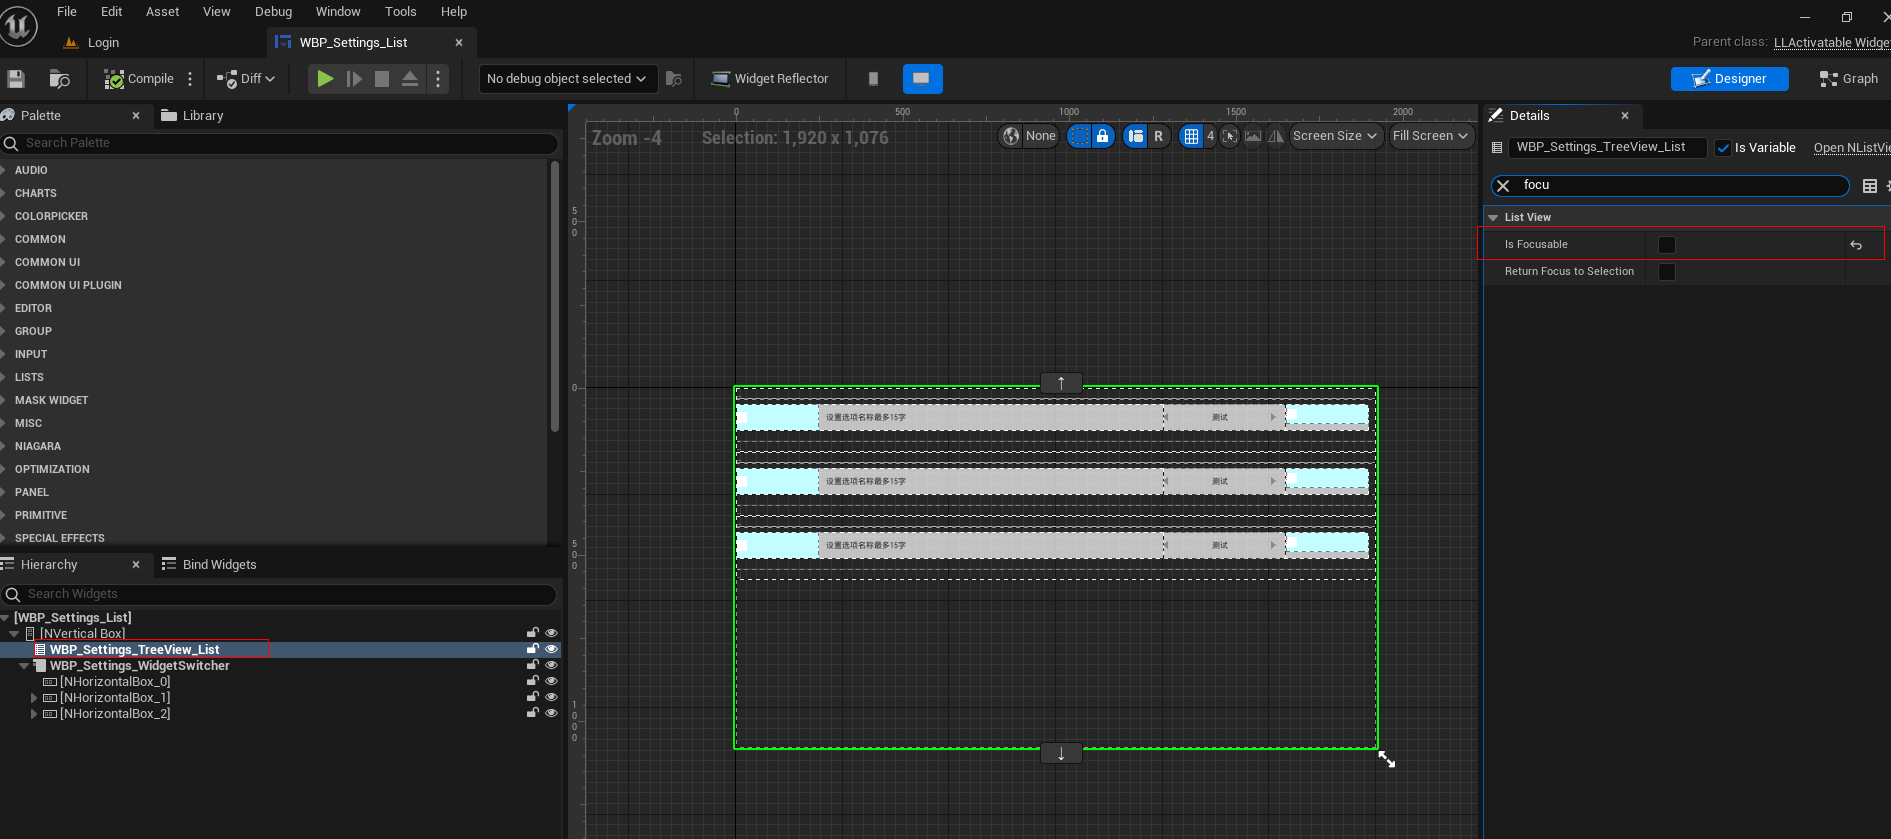 File Edit Asset View Debug Window Tools Help
Login
WBP_Settings_List
Parent class: LLActivatable Widge
Compile
Diff
No debug object selected
Widget Reflector
Designer
Graph
Palette
Library
Search Palette
AUDIO
CHARTS
COLORPICKER
COMMON
COMMON UI
COMMON UI PLUGIN
EDITOR
GROUP
INPUT
LISTS
MASK WIDGET
MISC
NIAGARA
OPTIMIZATION
PANEL
PRIMITIVE
SPECIAL EFFECTS
Hierarchy
Bind Widgets
Search Widgets
[WBP_Settings_List]
[NVertical Box]
WBP_Settings_TreeView_List
WBP_Settings_WidgetSwitcher
[NHorizontalBox_0]
[NHorizontalBox_1]
[NHorizontalBox_2]
0 500 1000 1500 2000
Zoom -4
Selection: 1,920 x 1,076
None
R
4
Screen Size
Fill Screen
500
0
500
1000
设置选项名称最多15字 测试
设置选项名称最多15字 测试
设置选项名称最多15字 测试
Details
WBP_Settings_TreeView_List
Is Variable
Open NListVie
focu
List View
Is Focusable
Return Focus to Selection